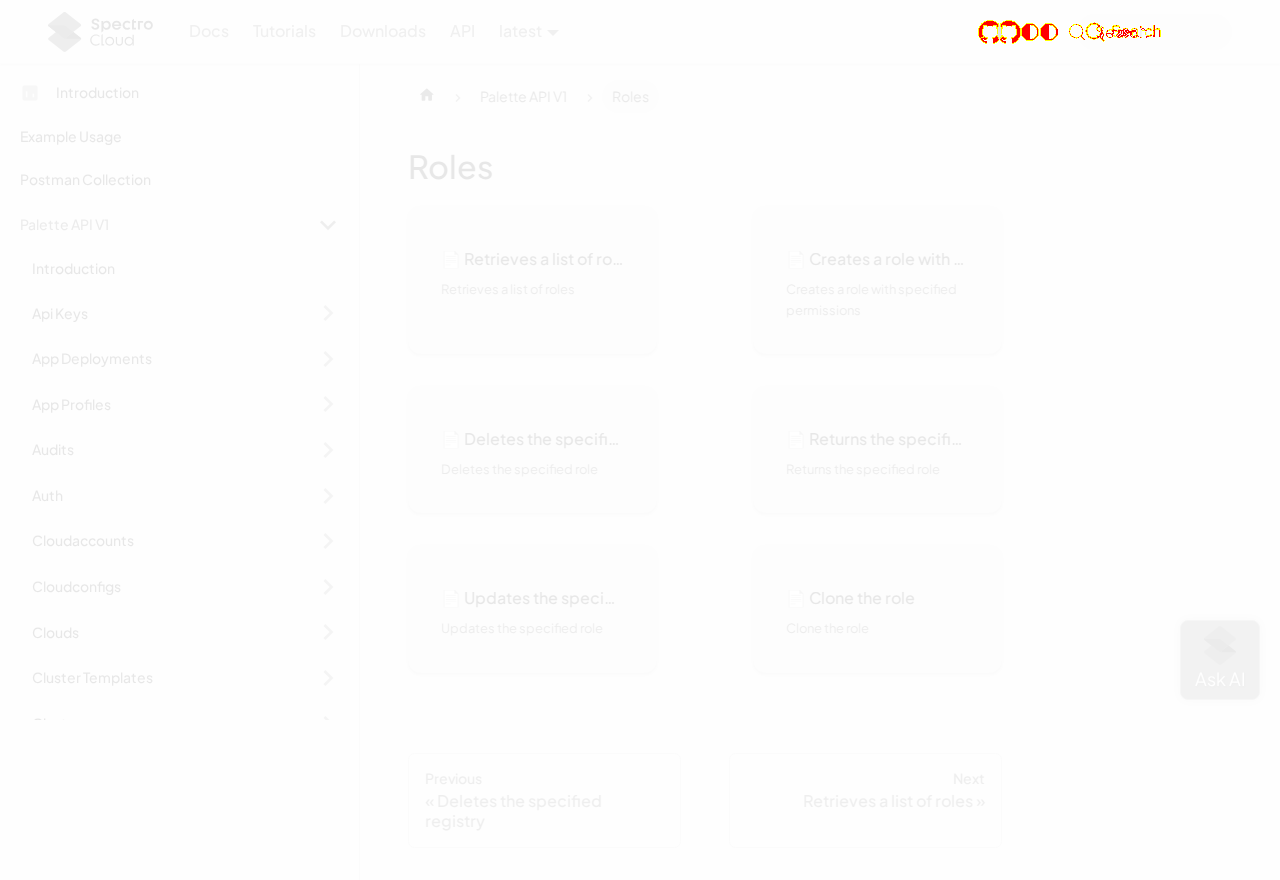 Spectro Cloud
Docs Tutorials Downloads API latest
Introduction
Example Usage
Postman Collection
Palette API V1
Introduction
Api Keys
App Deployments
App Profiles
Audits
Auth
Cloudaccounts
Cloudconfigs
Clouds
Cluster Templates
Palette API V1 Roles
Roles
Retrieves a list of ro...
Retrieves a list of roles
Creates a role with ...
Creates a role with specified
permissions
Deletes the specifi...
Deletes the specified role
Returns the specifi...
Returns the specified role
Updates the speci...
Updates the specified role
Clone the role
Clone the role
Ask AI
Previous
« Deletes the specified
registry
Next
Retrieves a list of roles »